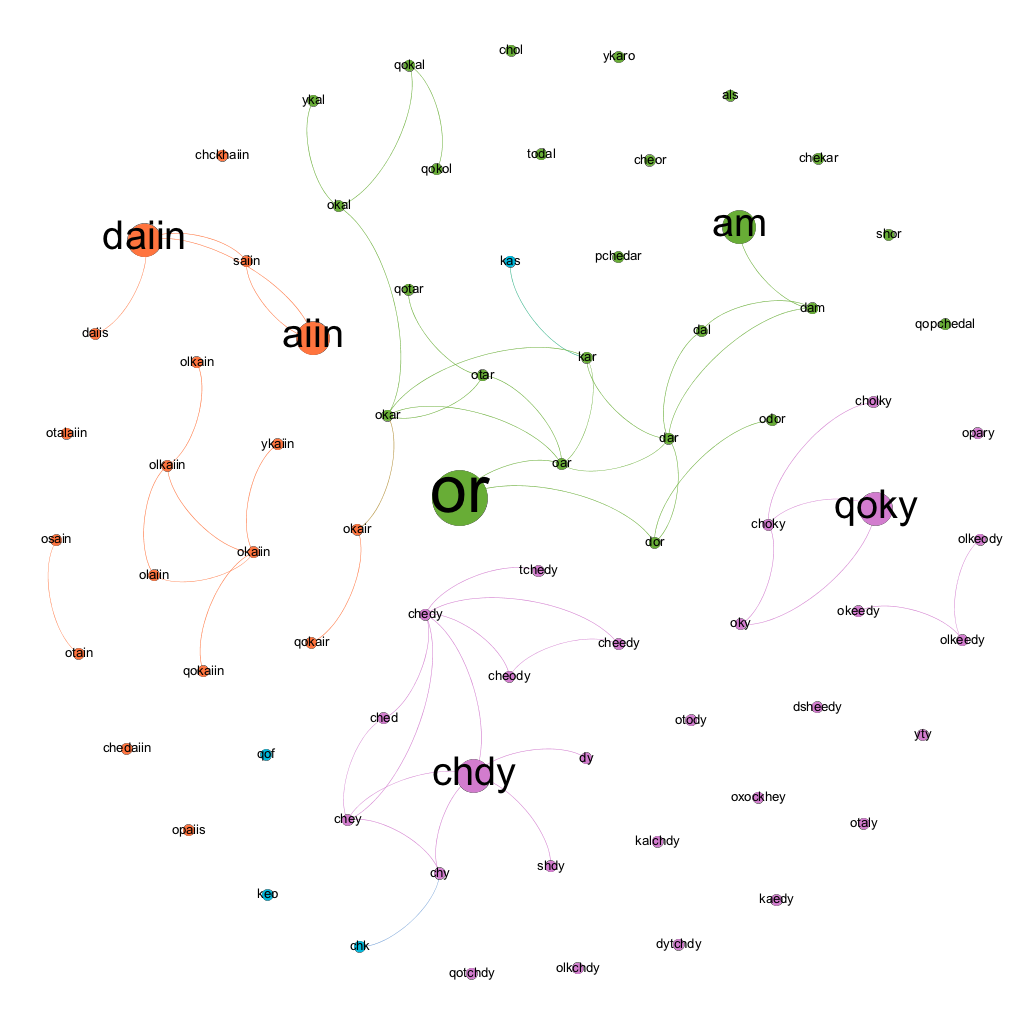 chol
ykaro
qokal
als
ykal
todal
chckhaiin
cheor
chekar
qokol
okal
am
daiin
shor
saiin
kas
pchedar
qotar
dam
qopchedal
dal
daiis
aiin
kar
olkain
otar
cholky
okar
odor
otalaiin
opary
ykaiin
dar
olkaiin
oar
or
qoky
choky
okair
osain
olkeody
dor
okaiin
tchedy
olaiin
okeedy
chedy
oky
olkeedy
qokair
cheedy
otain
qokaiin
cheody
dsheedy
ched
otody
yty
chedaiin
qof
dy
chdy
oxockhey
chey
otaly
opaiis
kalchdy
shdy
chy
keo
kaedy
chk
dytchdy
olkchdy
qotchdy